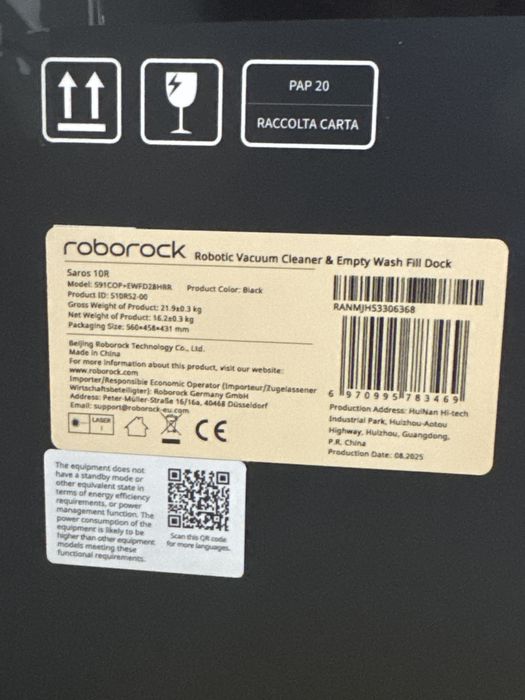 PAP 20
RACCOLTA CARTA
roborock Robotic Vacuum Cleaner & Empty Wash Fill Dock
Saros 10R
Model: S91COP+EWFD28HRR Product Color: Black
Product ID: S10R52-00
Gross Weight of Product: 21.9±0.3 kg
Net Weight of Product: 16.2±0.3 kg
Packaging Size: 560×458×431 mm
Beijing Roborock Technology Co., Ltd.
Made in China
For more information about this product, visit our website:
www.roborock.com
Importer/Responsible Economic Operator (Importeur/Zugelassener
Wirtschaftsbeteiligter): Roborock Germany GmbH
Address: Peter-Müller-Straße 16/16a, 40468 Düsseldorf
Email: support@roborock-eu.com
LASER
1
CE
RANMJH53306368
6 970995 783469
Production Address: HuiNan Hi-tech
Industrial Park, Huizhou-Aotou
Highway, Huizhou, Guangdong,
P.R. China
Production Date: 08.2025
The equipment does not
have a standby mode or
other equivalent state in
terms of energy efficiency
requirements, or power
management function. The
power consumption of the
equipment is likely to be
higher than other equipment
models meeting these
functional requirements.
Scan this QR code
for more languages.